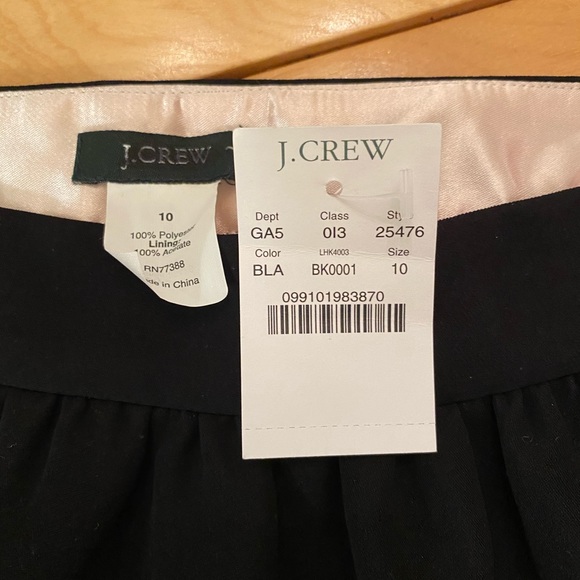 J.CREW
10
100% Polyester
Lining:
100% Acetate
RN77388
in China
J.CREW
Dept Class
GA5 0I3 25476
Color LHK4003 Size
BLA BK0001 10
099101983870